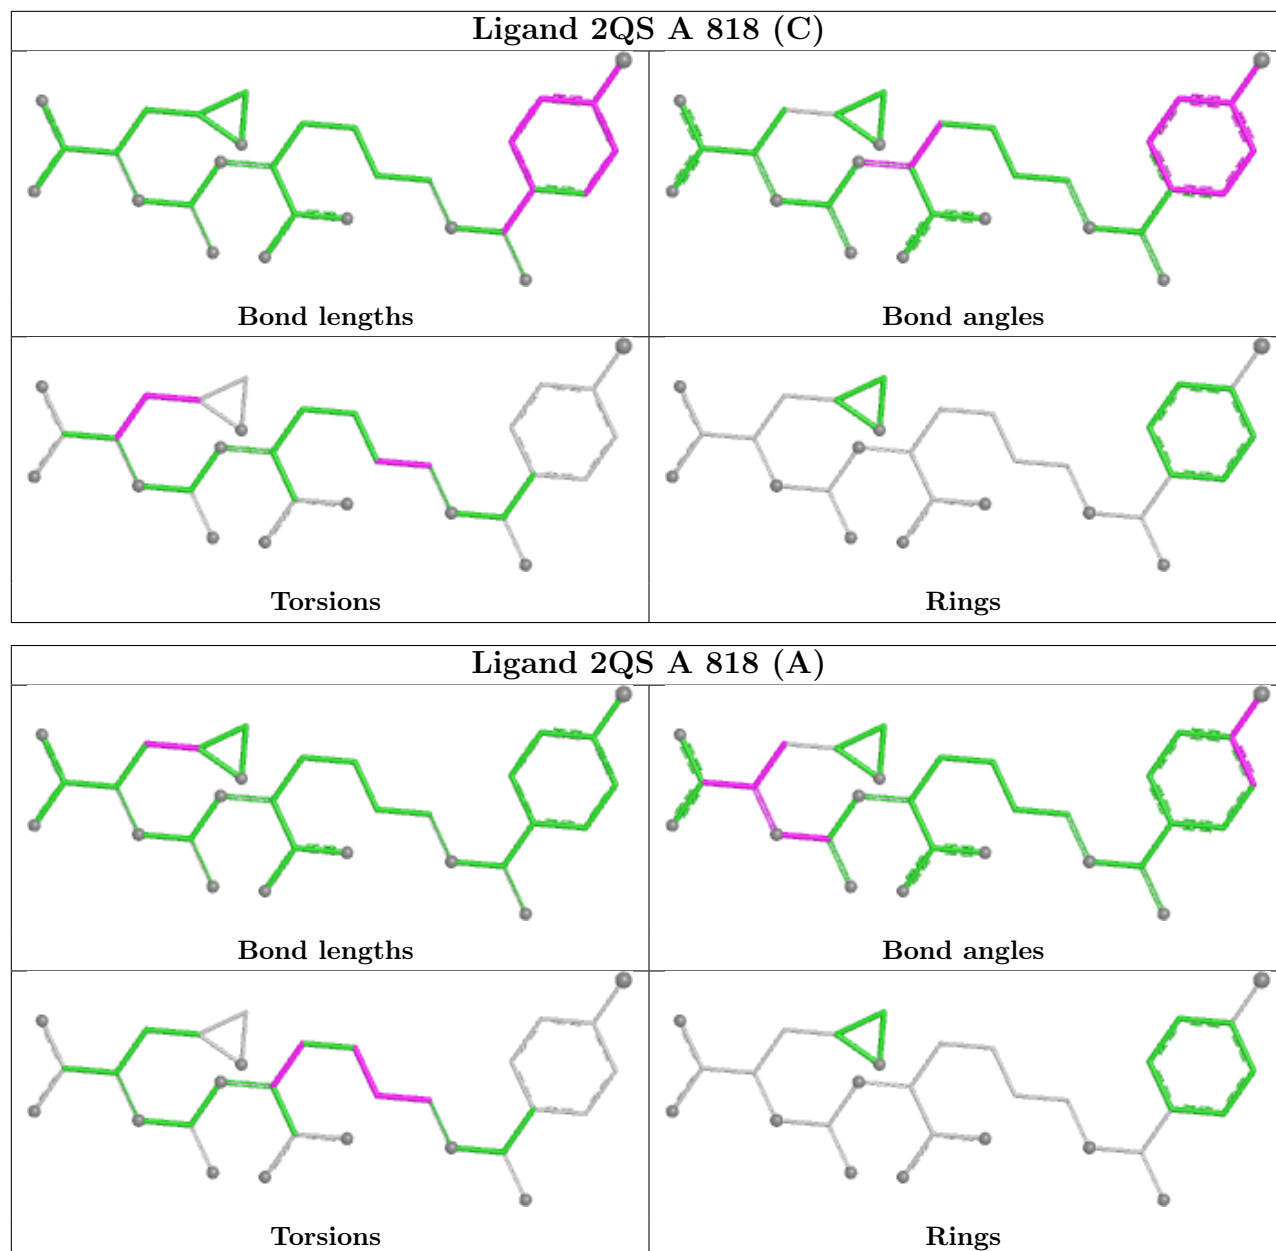 Ligand 2QS A 818 (C)
Bond lengths
Bond angles
Torsions
Rings
Ligand 2QS A 818 (A)
Bond lengths
Bond angles
Torsions
Rings